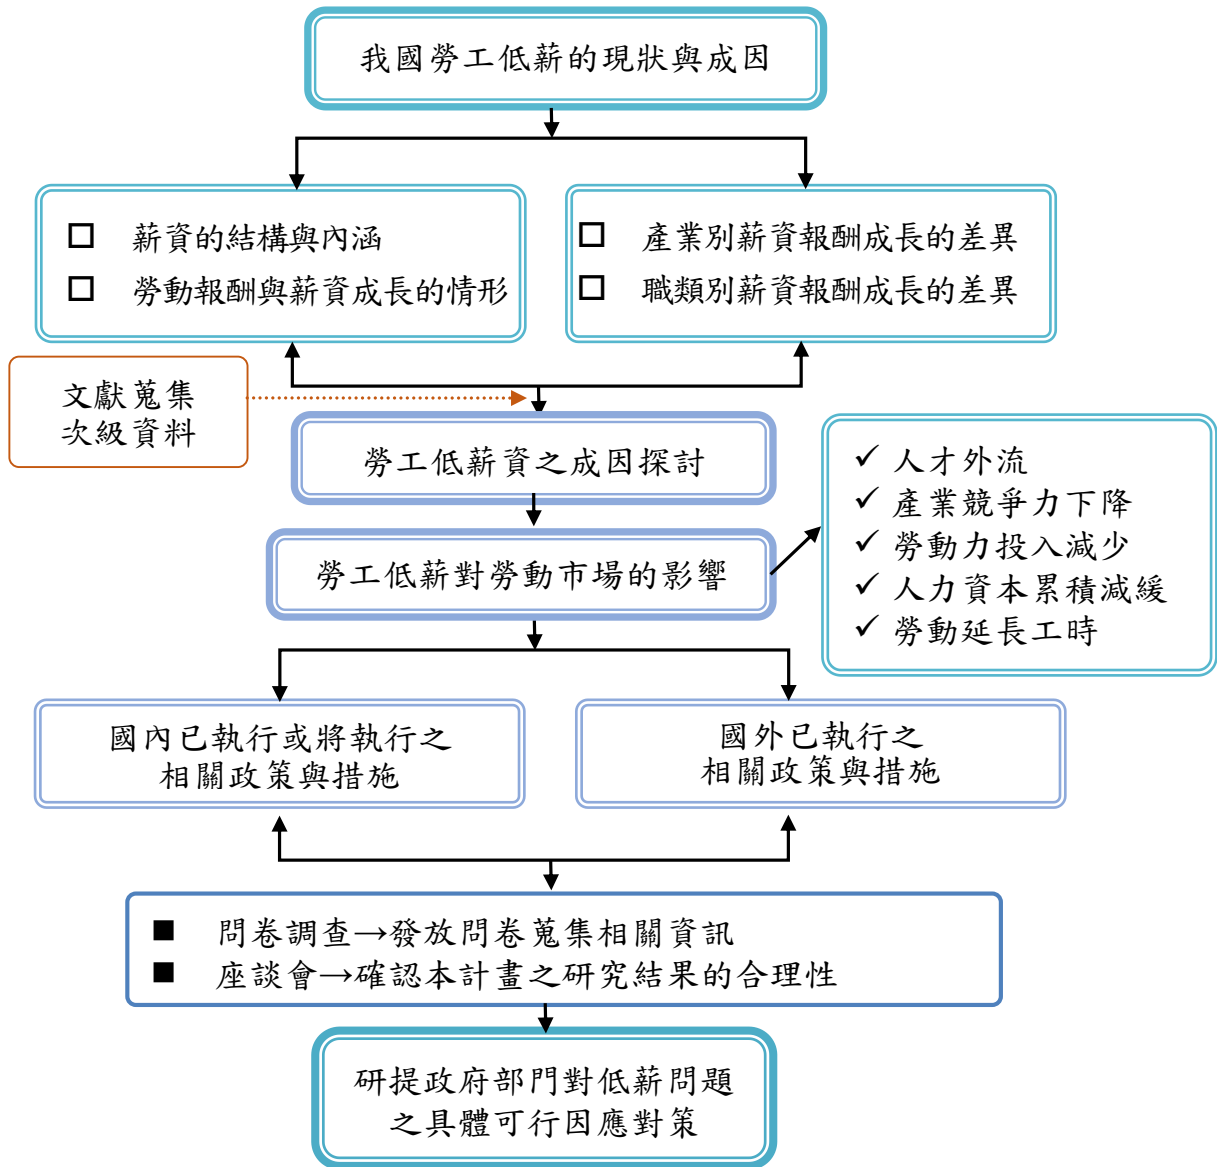 我國勞工低薪的現狀與成因
薪資的結構與內涵
勞動報酬與薪資成長的情形
產業別薪資報酬成長的差異
職類別薪資報酬成長的差異
文獻蒐集
次級資料
勞工低薪資之成因探討
勞工低薪對勞動市場的影響
✓ 人才外流
✓ 產業競爭力下降
✓ 勞動力投入減少
✓ 人力資本累積減緩
✓ 勞動延長工時
國內已執行或將執行之
相關政策與措施
國外已執行之
相關政策與措施
■ 問卷調查→發放問卷蒐集相關資訊
■ 座談會→確認本計畫之研究結果的合理性
研提政府部門對低薪問題
之具體可行因應對策